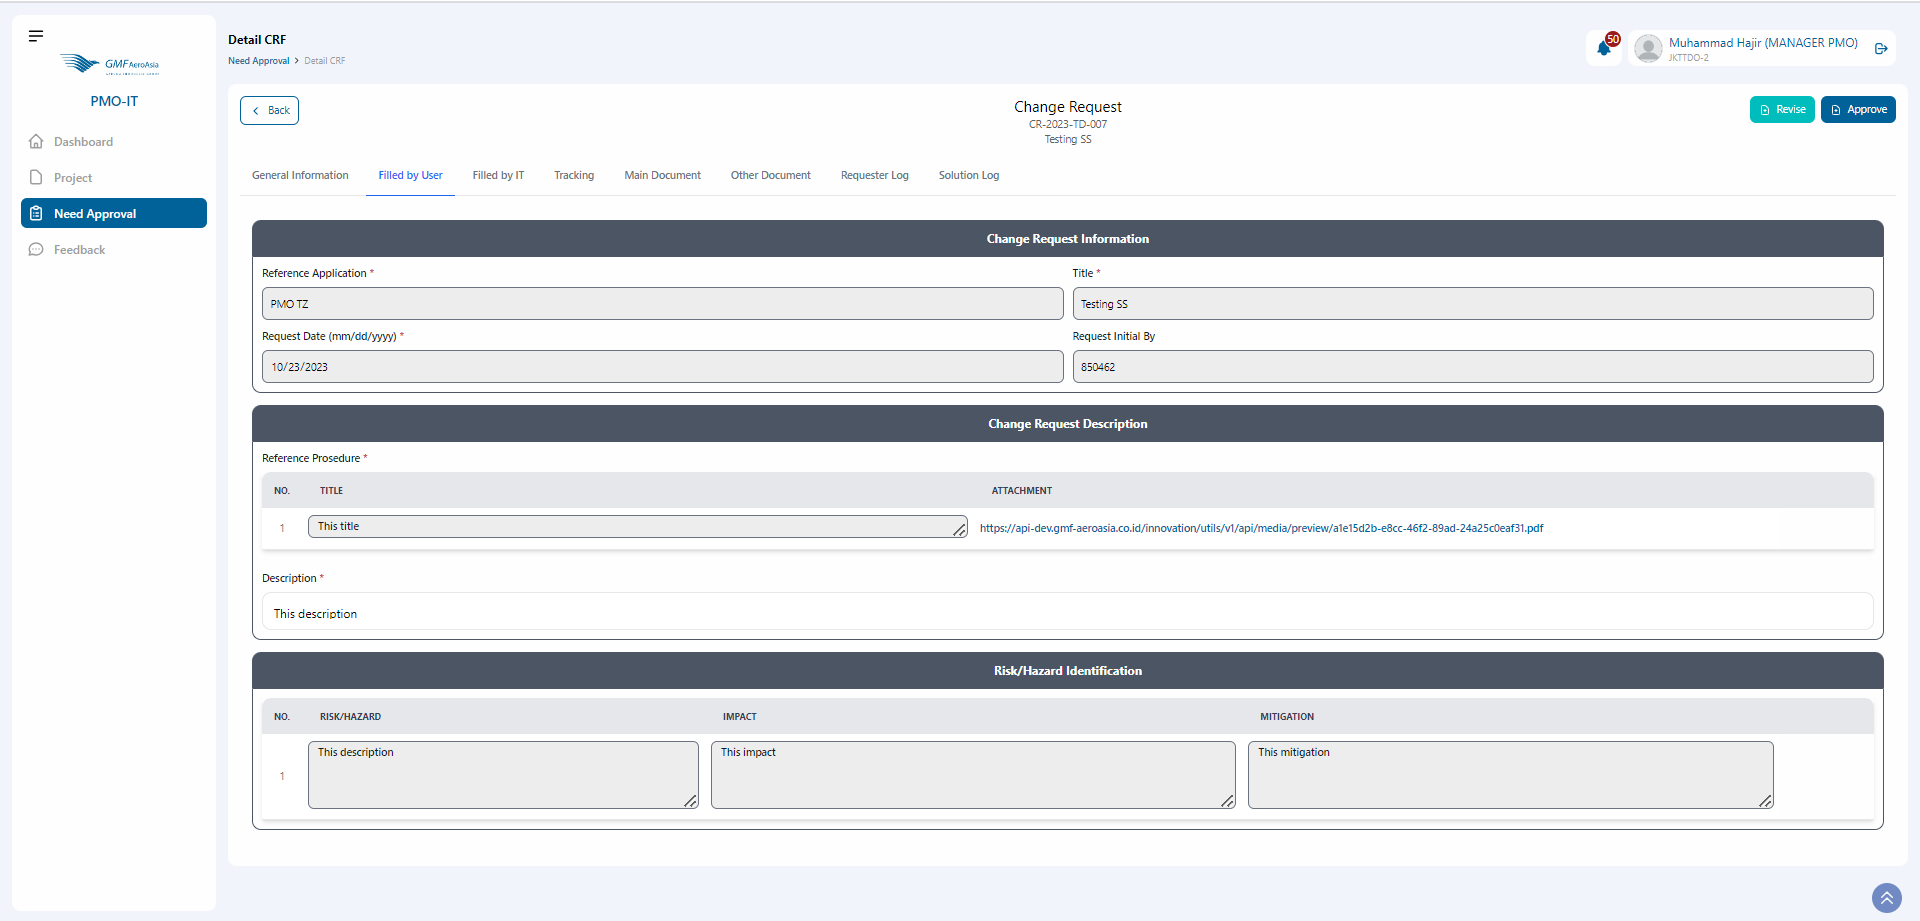 GMF AeroAsia
PMO-IT
Dashboard
Project
Need Approval
Feedback
Detail CRF
Need Approval > Detail CRF
50
Muhammad Hajir (MANAGER PMO)
JKTTDO-2
Back
Change Request
CR-2023-TD-007
Testing SS
Revise
Approve
General Information Filled by User Filled by IT Tracking Main Document Other Document Requester Log Solution Log
Change Request Information
Reference Application * Title *
PMO TZ Testing SS
Request Date (mm/dd/yyyy) * Request Initial By
10/23/2023 850462
Change Request Description
Reference Prosedure *
NO. TITLE ATTACHMENT
1 This title https://api-dev.gmf-aeroasia.co.id/innovation/utils/v1/api/media/preview/a1e15d2b-e8cc-46f2-89ad-24a25c0eaf31.pdf
Description *
This description
Risk/Hazard Identification
NO. RISK/HAZARD IMPACT MITIGATION
1 This description This impact This mitigation